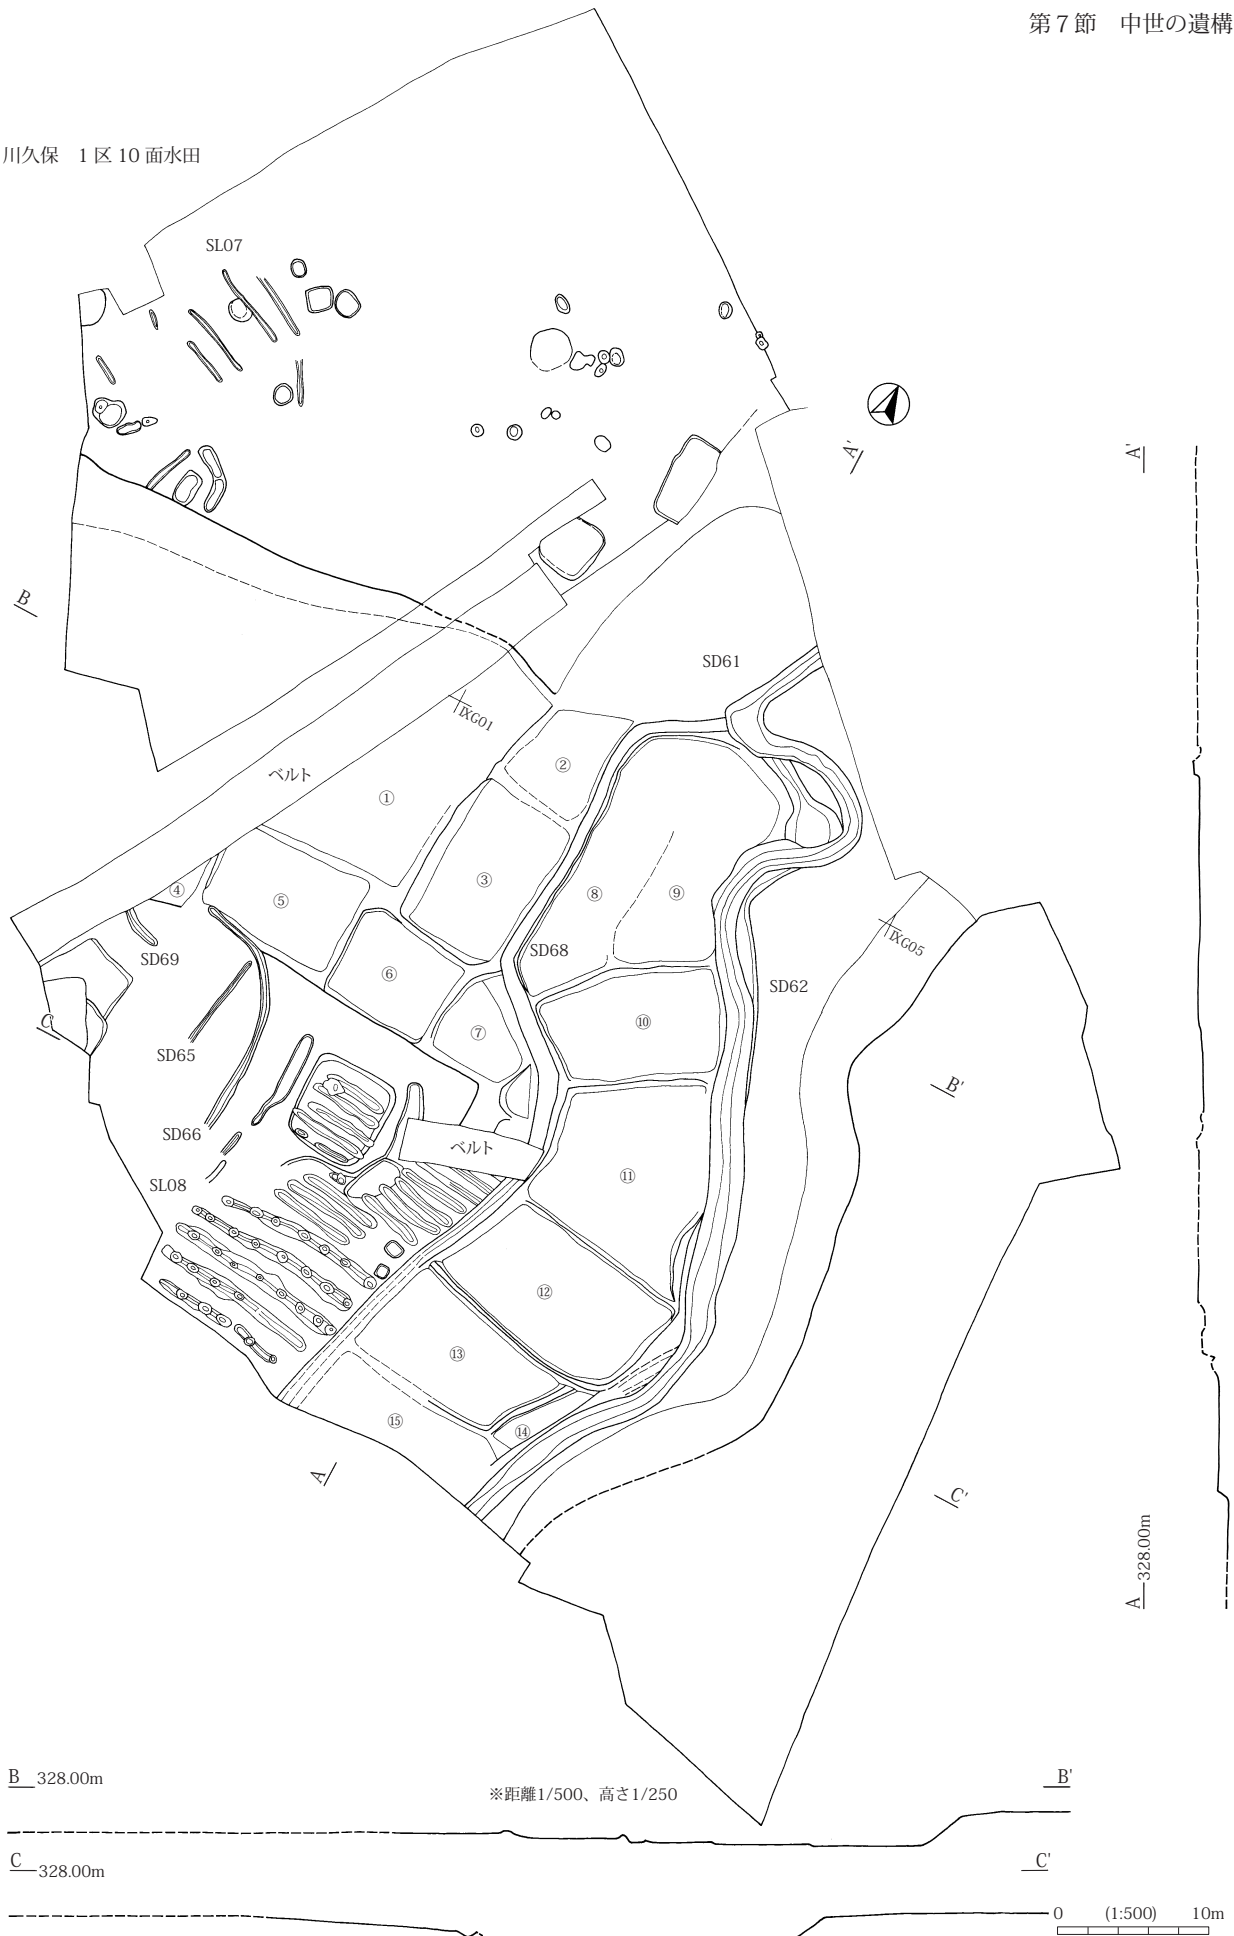 第７節　中世の遺構
川久保　１区 10 面水田
SL07
A'
A'
B
SD61
IXG01
②
ベルト
①
③
④
⑤
⑧
⑨
IXG05
SD68
SD69
⑥
SD62
C
⑩
⑦
SD65
B'
SD66
ベルト
SL08
⑪
⑫
⑬
⑮
⑭
A
C'
A 328.00m
B 328.00m
※距離1/500、高さ1/250
B'
C 328.00m
C'
0 (1:500) 10m